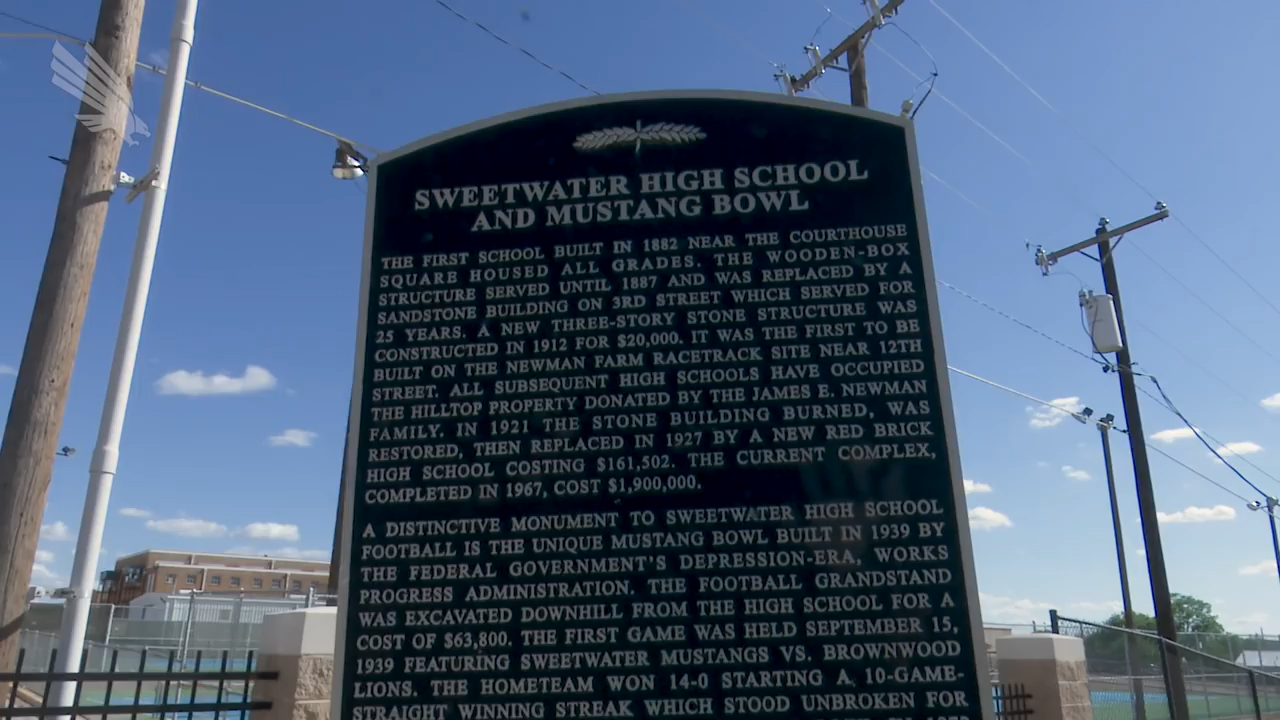 SWEETWATER HIGH SCHOOL
AND MUSTANG BOWL
THE FIRST SCHOOL BUILT IN 1882 NEAR THE COURTHOUSE
SQUARE HOUSED ALL GRADES. THE WOODEN-BOX
STRUCTURE SERVED UNTIL 1887 AND WAS REPLACED BY A
SANDSTONE BUILDING ON 3RD STREET WHICH SERVED FOR
25 YEARS. A NEW THREE-STORY STONE STRUCTURE WAS
CONSTRUCTED IN 1912 FOR $20,000. IT WAS THE FIRST TO BE
BUILT ON THE NEWMAN FARM RACETRACK SITE NEAR 12TH
STREET. ALL SUBSEQUENT HIGH SCHOOLS HAVE OCCUPIED
THE HILLTOP PROPERTY DONATED BY THE JAMES E. NEWMAN
FAMILY. IN 1921 THE STONE BUILDING BURNED, WAS
RESTORED, THEN REPLACED IN 1927 BY A NEW RED BRICK
HIGH SCHOOL COSTING $161,502. THE CURRENT COMPLEX,
COMPLETED IN 1967, COST $1,900,000.
A DISTINCTIVE MONUMENT TO SWEETWATER HIGH SCHOOL
FOOTBALL IS THE UNIQUE MUSTANG BOWL BUILT IN 1939 BY
THE FEDERAL GOVERNMENT'S DEPRESSION-ERA, WORKS
PROGRESS ADMINISTRATION. THE FOOTBALL GRANDSTAND
WAS EXCAVATED DOWNHILL FROM THE HIGH SCHOOL FOR A
COST OF $63,800. THE FIRST GAME WAS HELD SEPTEMBER 15,
1939 FEATURING SWEETWATER MUSTANGS VS. BROWNWOOD
LIONS. THE HOMETEAM WON 14-0 STARTING A 10-GAME-
STRAIGHT WINNING STREAK WHICH STOOD UNBROKEN FOR